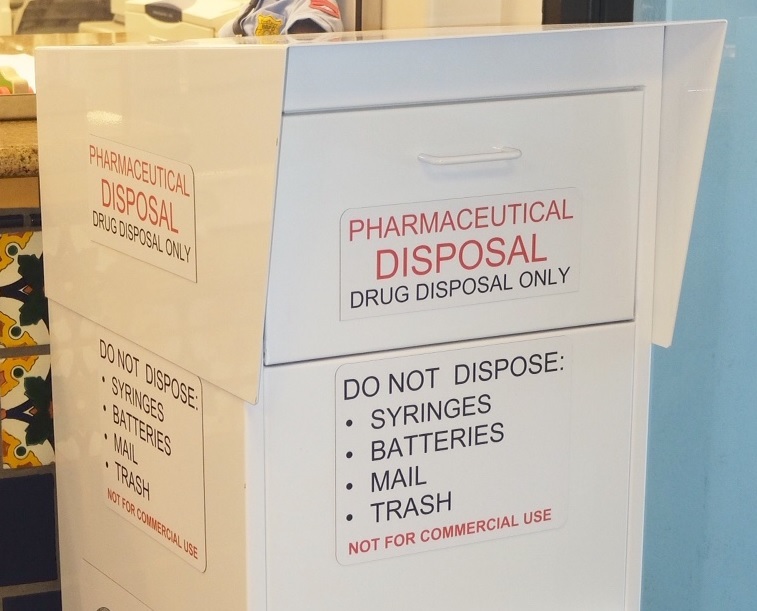 PHARMACEUTICAL
DISPOSAL
DRUG DISPOSAL ONLY
DO NOT DISPOSE:
• SYRINGES
• BATTERIES
• MAIL
• TRASH
NOT FOR COMMERCIAL USE
PHARMACEUTICAL
DISPOSAL
DRUG DISPOSAL ONLY
DO NOT DISPOSE:
• SYRINGES
• BATTERIES
• MAIL
• TRASH
NOT FOR COMMERCIAL USE